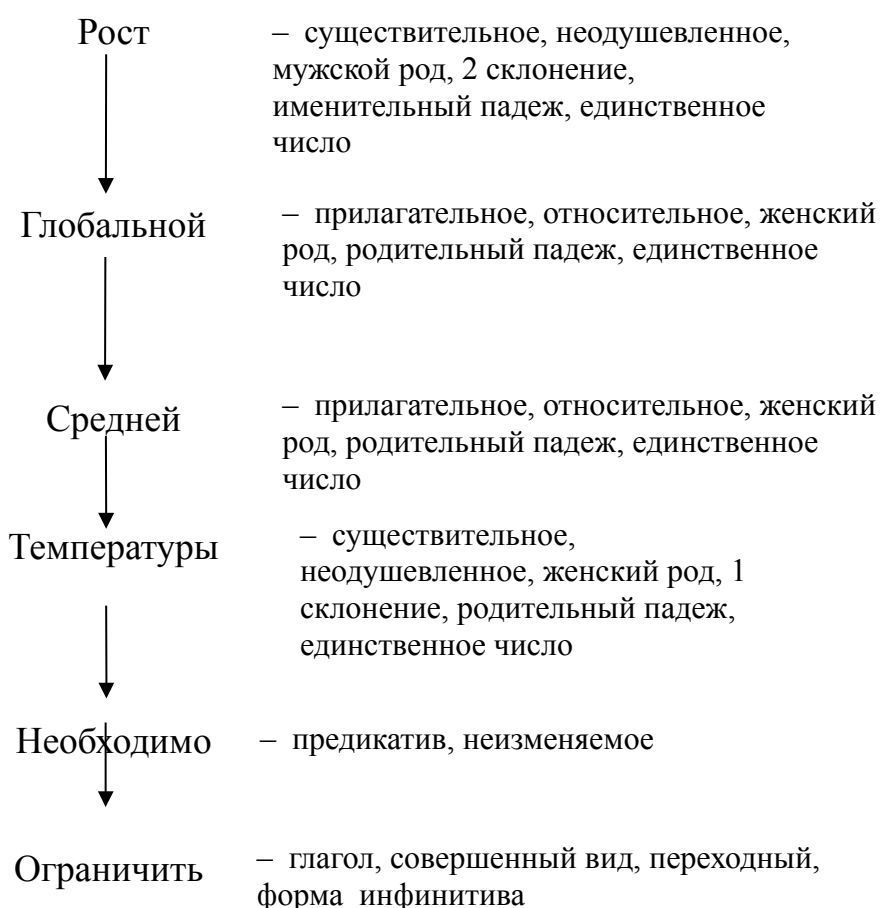 Рост
– существительное, неодушевленное,
мужской род, 2 склонение,
именительный падеж, единственное
число
Глобальной
– прилагательное, относительное, женский
род, родительный падеж, единственное
число
Средней
– прилагательное, относительное, женский
род, родительный падеж, единственное
число
Температуры
– существительное,
неодушевленное, женский род, 1
склонение, родительный падеж,
единственное число
Необходимо
– предикатив, неизменяемое
Ограничить
– глагол, совершенный вид, переходный,
форма инфинитива